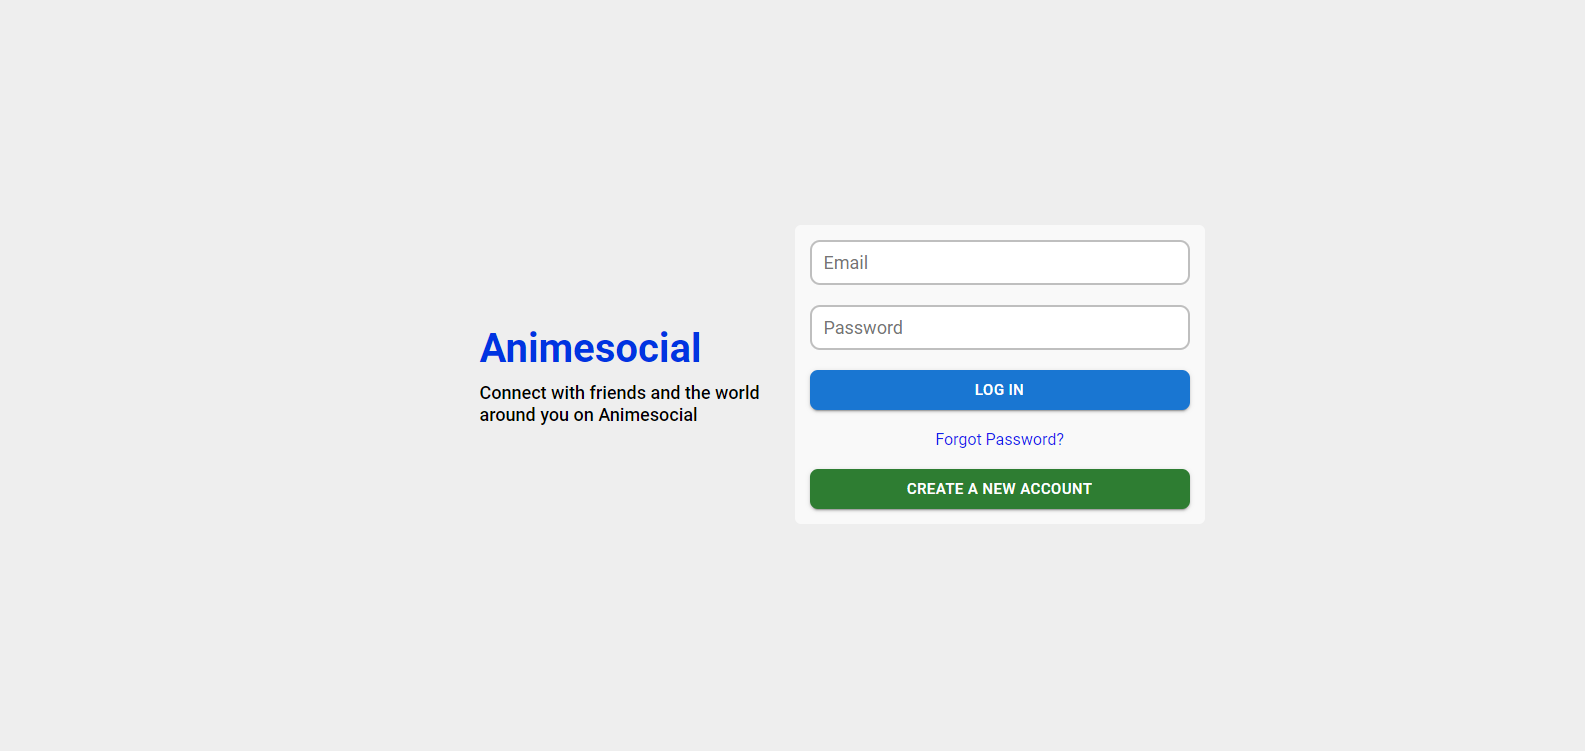 Animesocial
Connect with friends and the world
around you on Animesocial
Email
Password
LOG IN
Forgot Password?
CREATE A NEW ACCOUNT